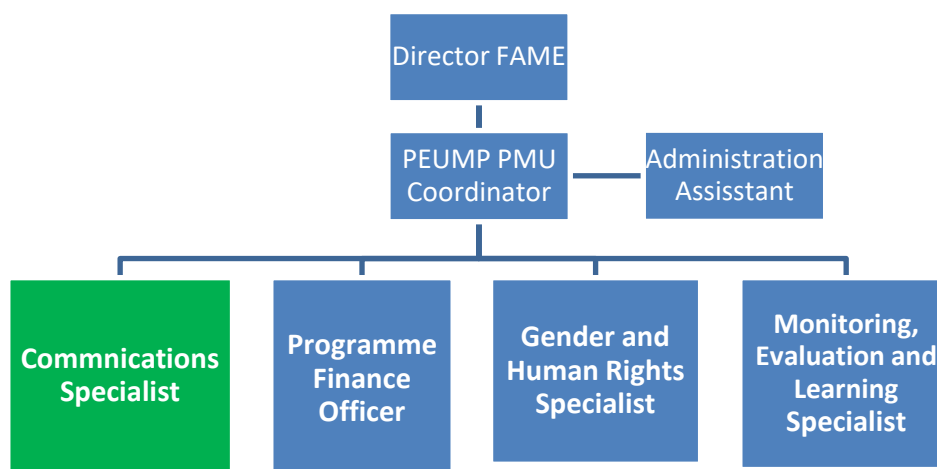 Director FAME
PEUMP PMU
Coordinator
Administration
Assisstant
Commnications
Specialist
Programme
Finance
Officer
Gender and
Human Rights
Specialist
Monitoring,
Evaluation and
Learning
Specialist